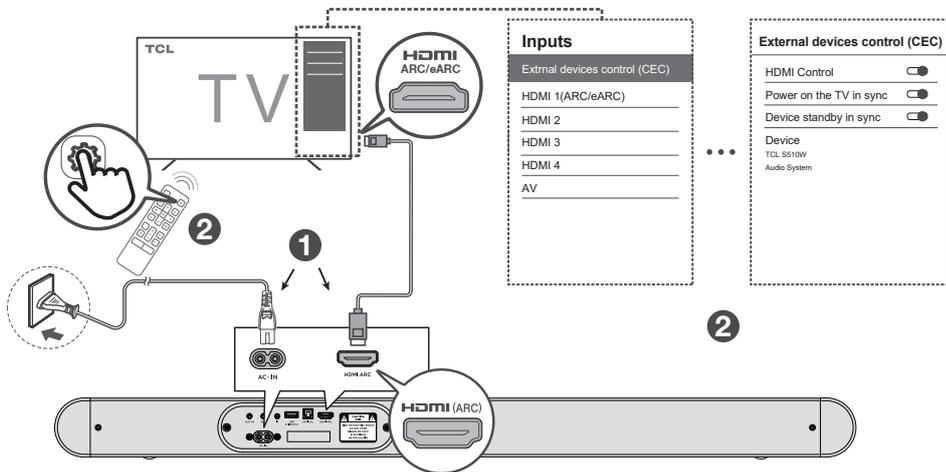 TCL
TV
HDMI
ARC/eARC
2
1
AC-IN
HDMI ARC
HDMI (ARC)
Inputs
Extrnal devices control (CEC)
HDMI 1(ARC/eARC)
HDMI 2
HDMI 3
HDMI 4
AV
External devices control (CEC)
HDMI Control
Power on the TV in sync
Device standby in sync
Device
TCL S510W
Audio System
2